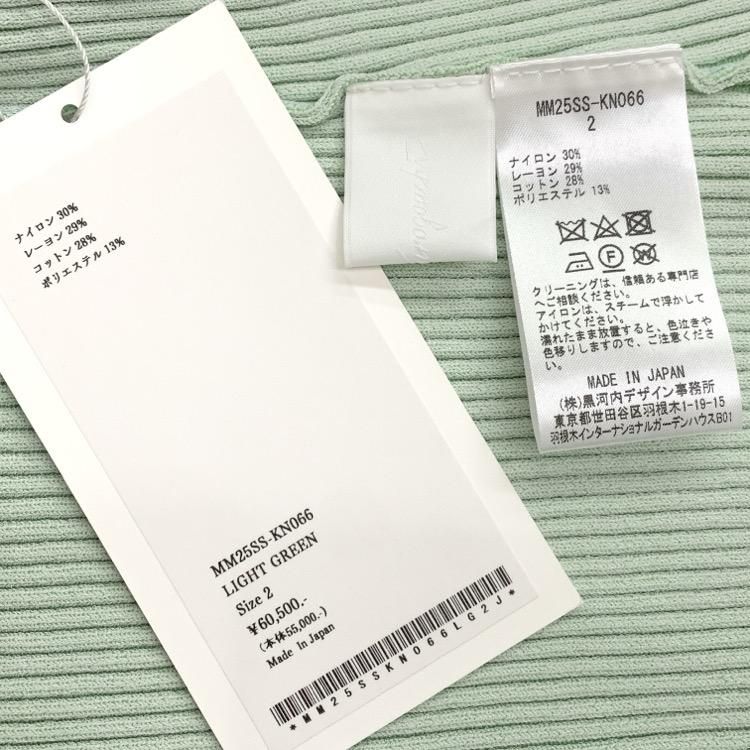 ナイロン 30%
レーヨン 29%
コットン 28%
ポリエステル 13%
MM25SS-KN066
LIGHT GREEN
Size 2
¥60,500.-
(本体55,000.-)
Made In Japan
*MM25SSKN066LG2J*
MM25SS-KN066
2
ナイロン 30%
レーヨン 29%
コットン 28%
ポリエステル 13%
クリーニングは、信頼ある専門店
へご相談ください。
アイロンは、スチームで浮かして
かけてください。
濡れたまま放置すると、色泣きや
色移りしますので、ご注意くださ
い。
MADE IN JAPAN
(株)黒河内デザイン事務所
東京都世田谷区羽根木1-19-15
羽根木インターナショナルガーデンハウスB01